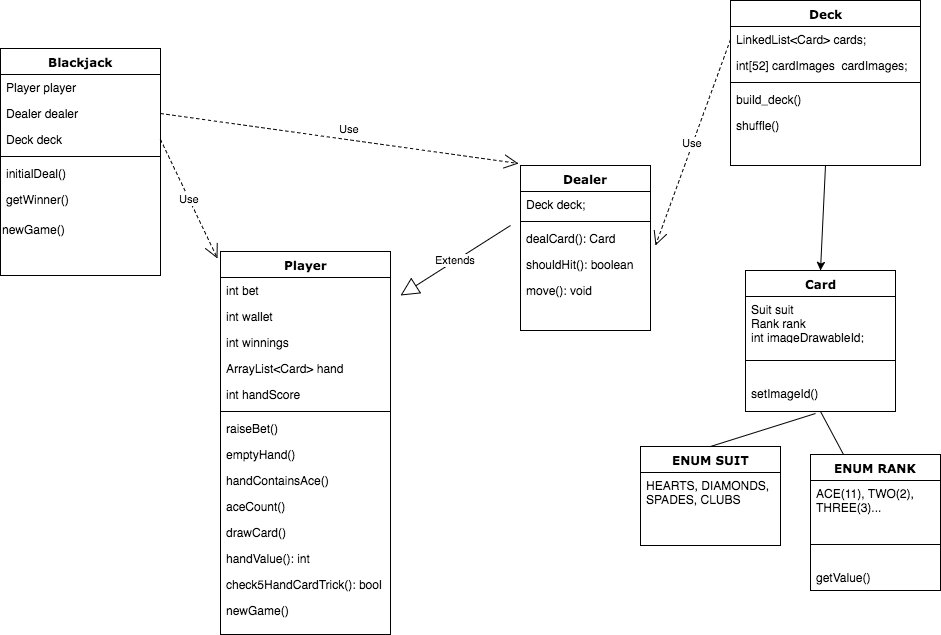 Blackjack
Player player
Dealer dealer
Deck deck
initialDeal()
getWinner()
newGame()
Use
Use
Player
int bet
int wallet
int winnings
ArrayList<Card> hand
int handScore
raiseBet()
emptyHand()
handContainsAce()
aceCount()
drawCard()
handValue(): int
check5HandCardTrick(): bool
newGame()
Extends
Dealer
Deck deck;
dealCard(): Card
shouldHit(): boolean
move(): void
Use
Deck
LinkedList<Card> cards;
int[52] cardImages  cardImages;
build_deck()
shuffle()
Card
Suit suit
Rank rank
int imageDrawableId;
setImageId()
ENUM SUIT
HEARTS, DIAMONDS,
SPADES, CLUBS
ENUM RANK
ACE(11), TWO(2),
THREE(3)...
getValue()